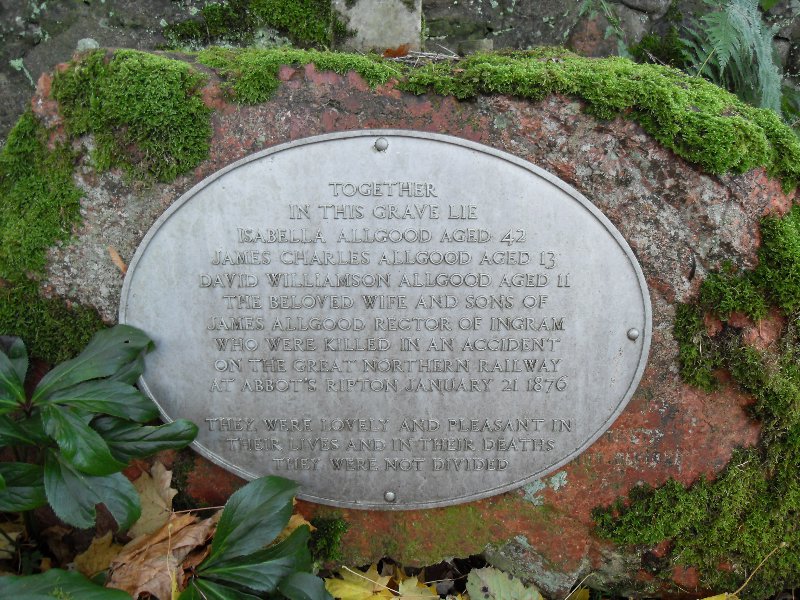 TOGETHER
IN THIS GRAVE LIE
ISABELLA ALLGOOD AGED 42
JAMES CHARLES ALLGOOD AGED 13
DAVID WILLIAMSON ALLGOOD AGED 11
THE BELOVED WIFE AND SONS OF
JAMES ALLGOOD RECTOR OF INGRAM
WHO WERE KILLED IN AN ACCIDENT
ON THE GREAT NORTHERN RAILWAY
AT ABBOT'S RIPTON JANUARY 21 1876
THEY WERE LOVELY AND PLEASANT IN
THEIR LIVES AND IN THEIR DEATHS
THEY WERE NOT DIVIDED